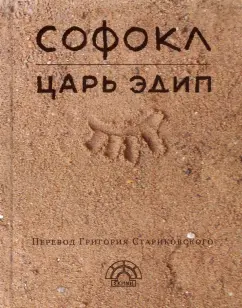 СОФОКЛ
ЦАРЬ ЭДИП
Перевод Григория Стариковского